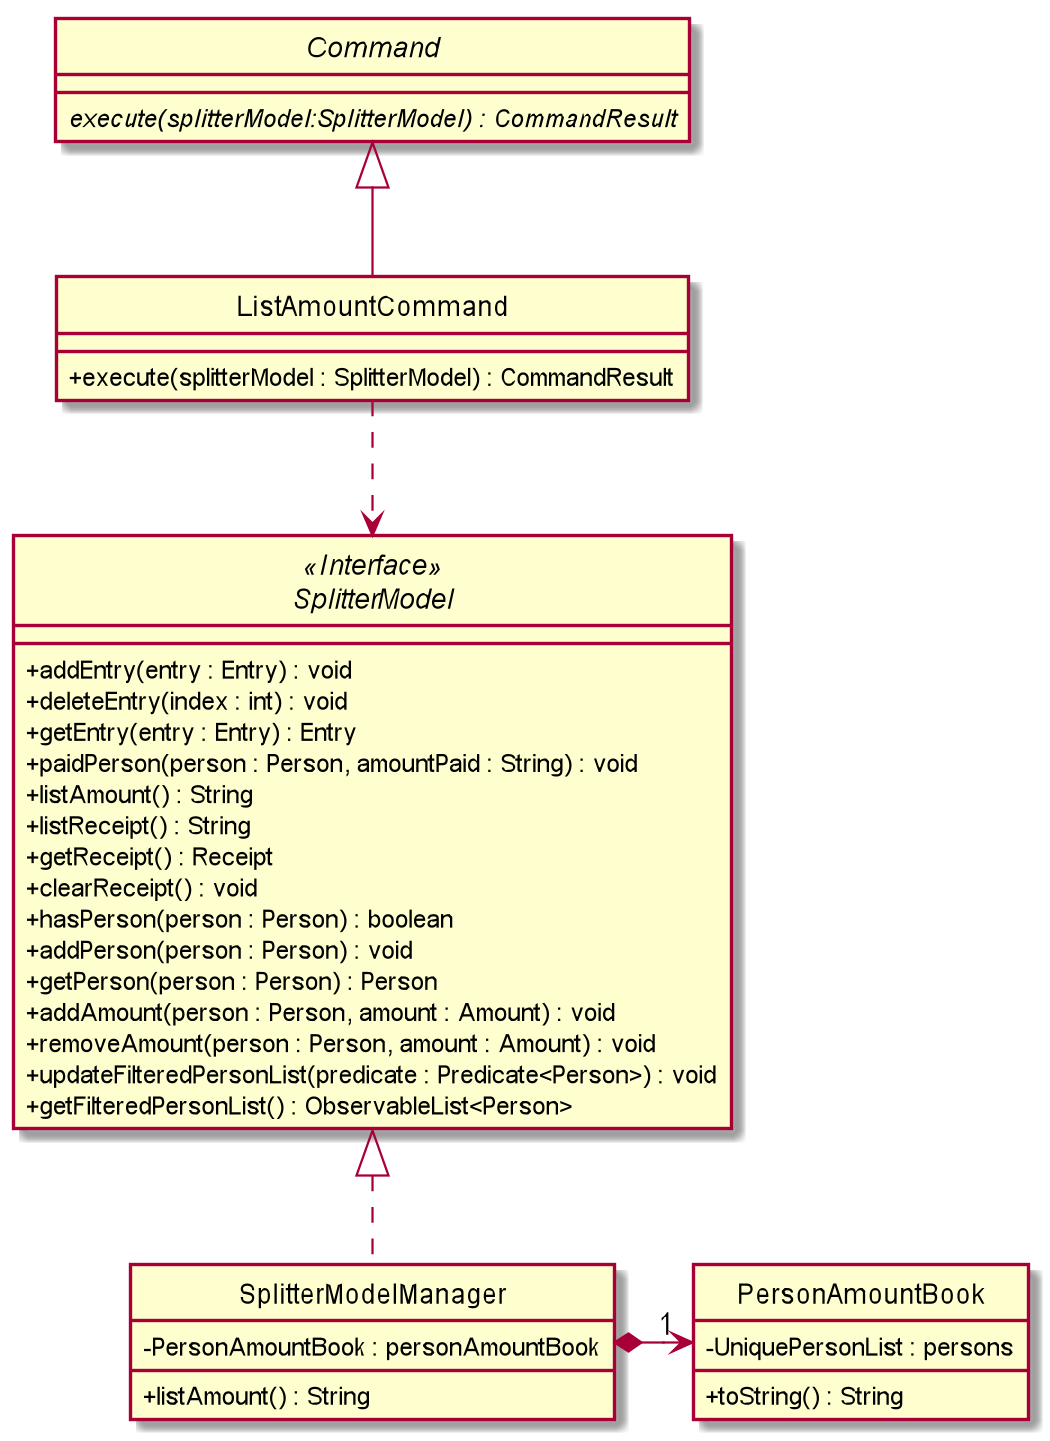 Command
execute(splitterModel:SplitterModel) : CommandResult
ListAmountCommand
+execute(splitterModel : SplitterModel) : CommandResult
«Interface»
SplitterModel
+addEntry(entry : Entry) : void
+deleteEntry(index : int) : void
+getEntry(entry : Entry) : Entry
+paidPerson(person : Person, amountPaid : String) : void
+listAmount() : String
+listReceipt() : String
+getReceipt() : Receipt
+clearReceipt() : void
+hasPerson(person : Person) : boolean
+addPerson(person : Person) : void
+getPerson(person : Person) : Person
+addAmount(person : Person, amount : Amount) : void
+removeAmount(person : Person, amount : Amount) : void
+updateFilteredPersonList(predicate : Predicate<Person>) : void
+getFilteredPersonList() : ObservableList<Person>
SplitterModelManager
-PersonAmountBook : personAmountBook
+listAmount() : String
1
PersonAmountBook
-UniquePersonList : persons
+toString() : String